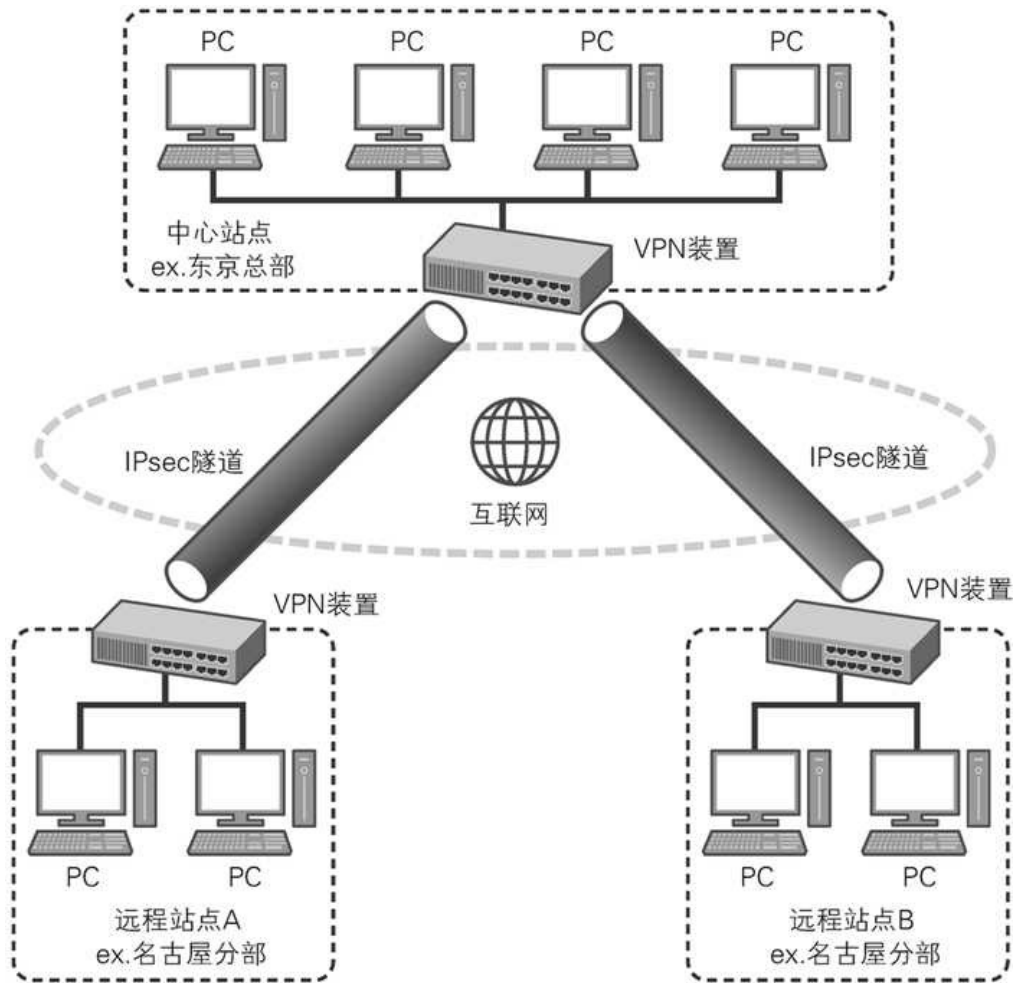 PC
PC
PC
PC
中心站点
ex.东京总部
VPN装置
IPsec隧道
IPsec隧道
互联网
VPN装置
VPN装置
PC
PC
远程站点A
ex.名古屋分部
PC
PC
远程站点B
ex.名古屋分部